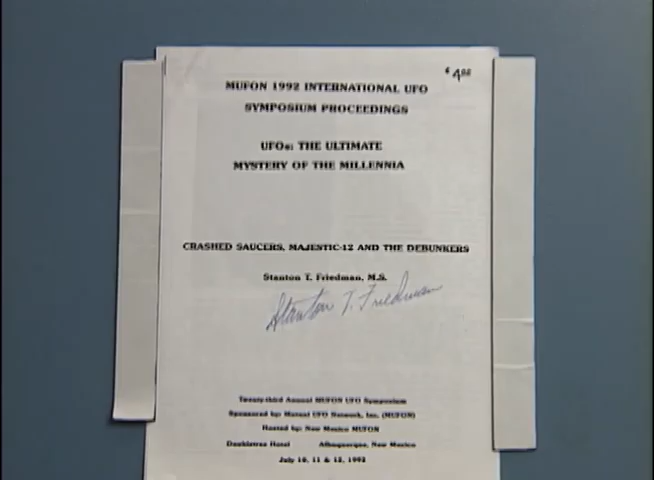 $4.00
MUFON 1992 INTERNATIONAL UFO
SYMPOSIUM PROCEEDINGS
UFOs: THE ULTIMATE
MYSTERY OF THE MILLENNIA
CRASHED SAUCERS, MAJESTIC-12 AND THE DEBUNKERS
Stanton T. Friedman, M.S.
Stanton T. Friedman
Twenty-third Annual MUFON UFO Symposium
Sponsored by: Mutual UFO Network, Inc. (MUFON)
Hosted by: New Mexico MUFON
Doubletree Hotel Albuquerque, New Mexico
July 10, 11 & 12, 1992